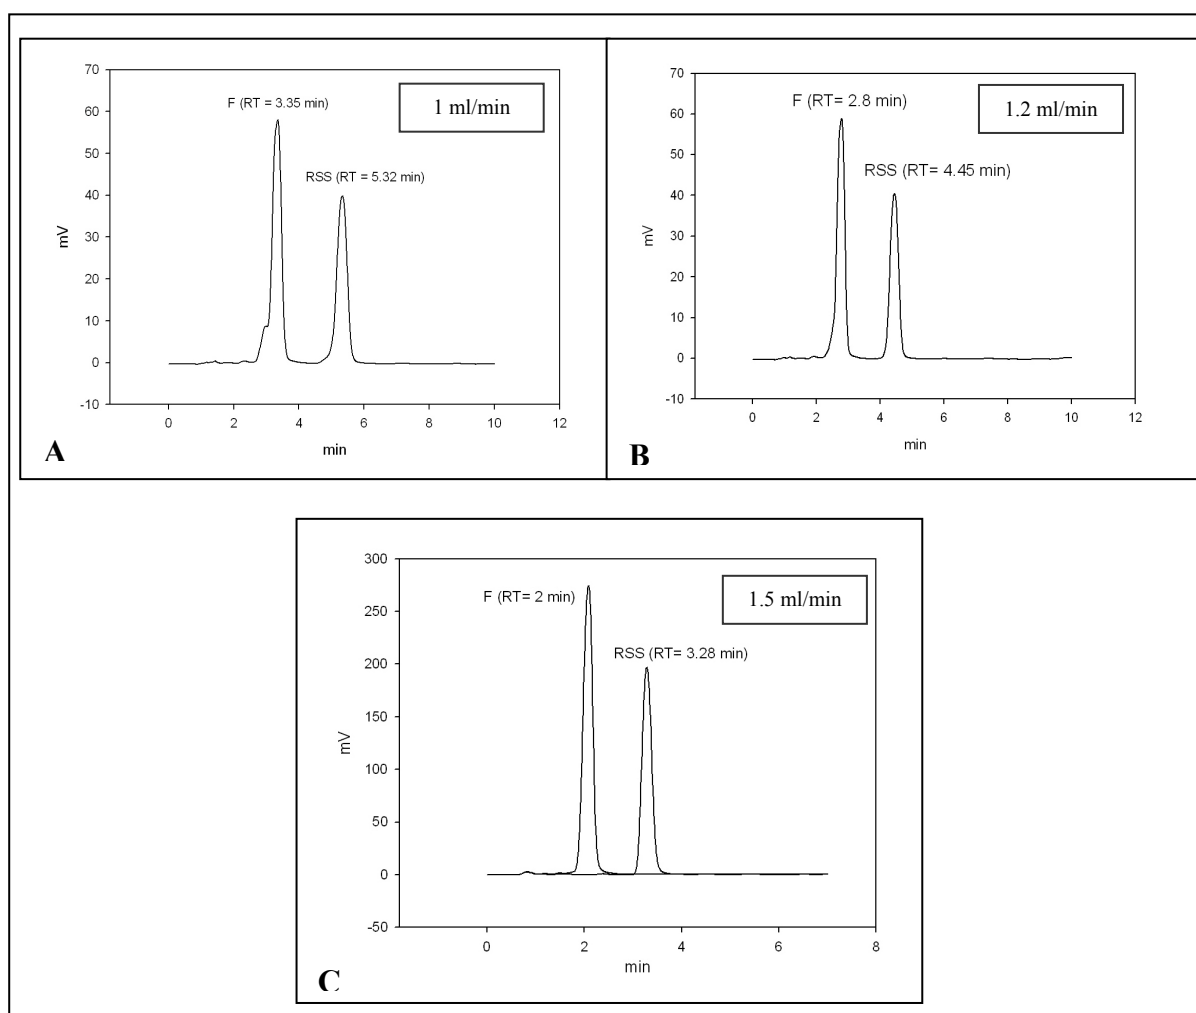 70
60
50
40
30
20
10
0
-10
mV
F (RT = 3.35 min)
RSS (RT = 5.32 min)
1 ml/min
0 2 4 6 8 10 12
min
A
70
60
50
40
30
20
10
0
-10
mV
F (RT= 2.8 min)
RSS (RT= 4.45 min)
1.2 ml/min
0 2 4 6 8 10 12
min
B
300
250
200
150
100
50
0
-50
mV
F (RT= 2 min)
RSS (RT= 3.28 min)
1.5 ml/min
0 2 4 6 8
min
C